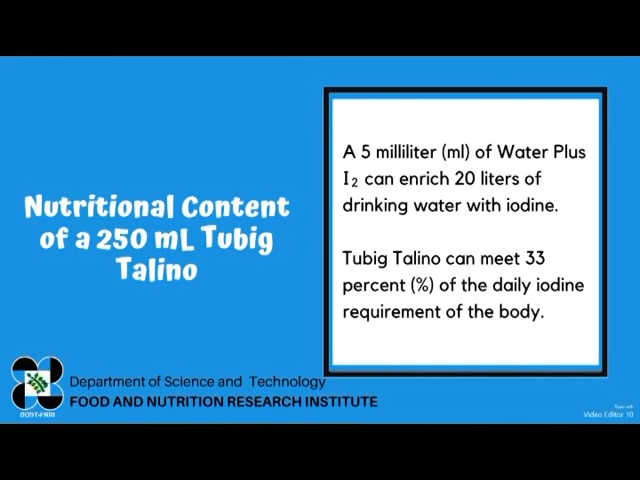 Nutritional Content
of a 250 mL Tubig
Talino
A 5 milliliter (ml) of Water Plus
I₂ can enrich 20 liters of
drinking water with iodine.
Tubig Talino can meet 33
percent (%) of the daily iodine
requirement of the body.
Department of Science and Technology
FOOD AND NUTRITION RESEARCH INSTITUTE
DOST-FNRI
Made with
Video Editor 10